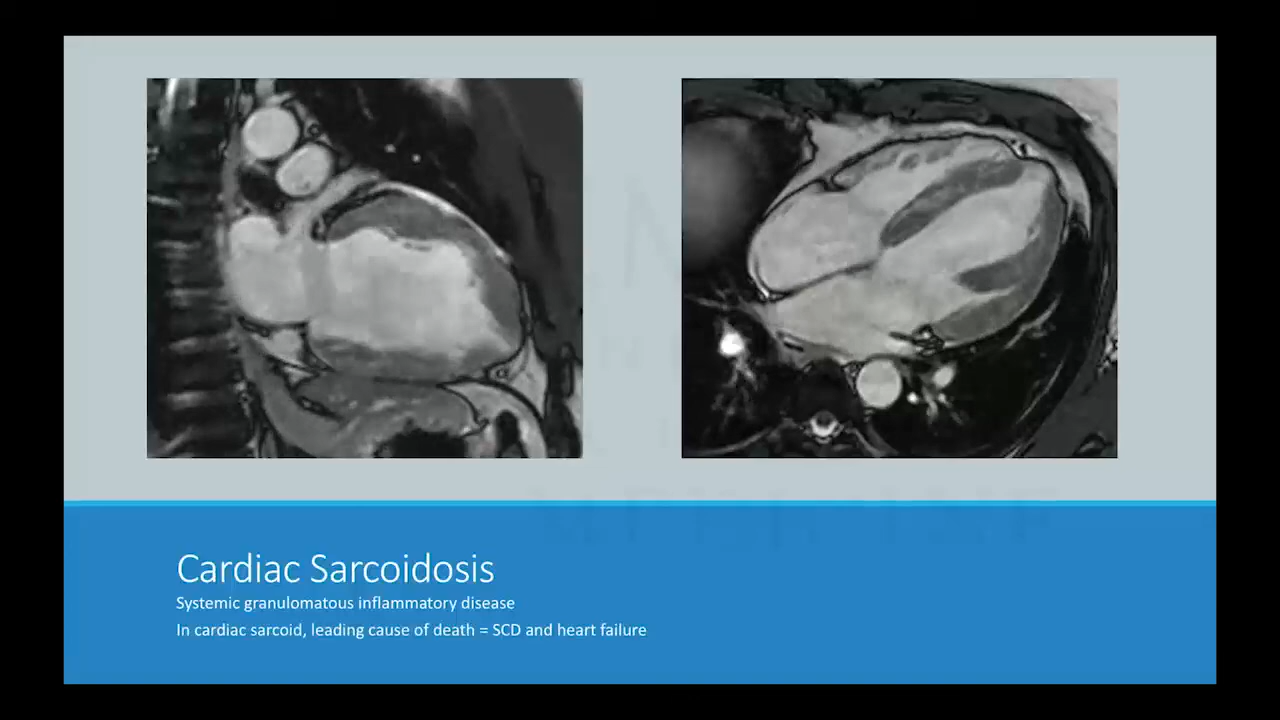 Cardiac Sarcoidosis
Systemic granulomatous inflammatory disease
In cardiac sarcoid, leading cause of death = SCD and heart failure